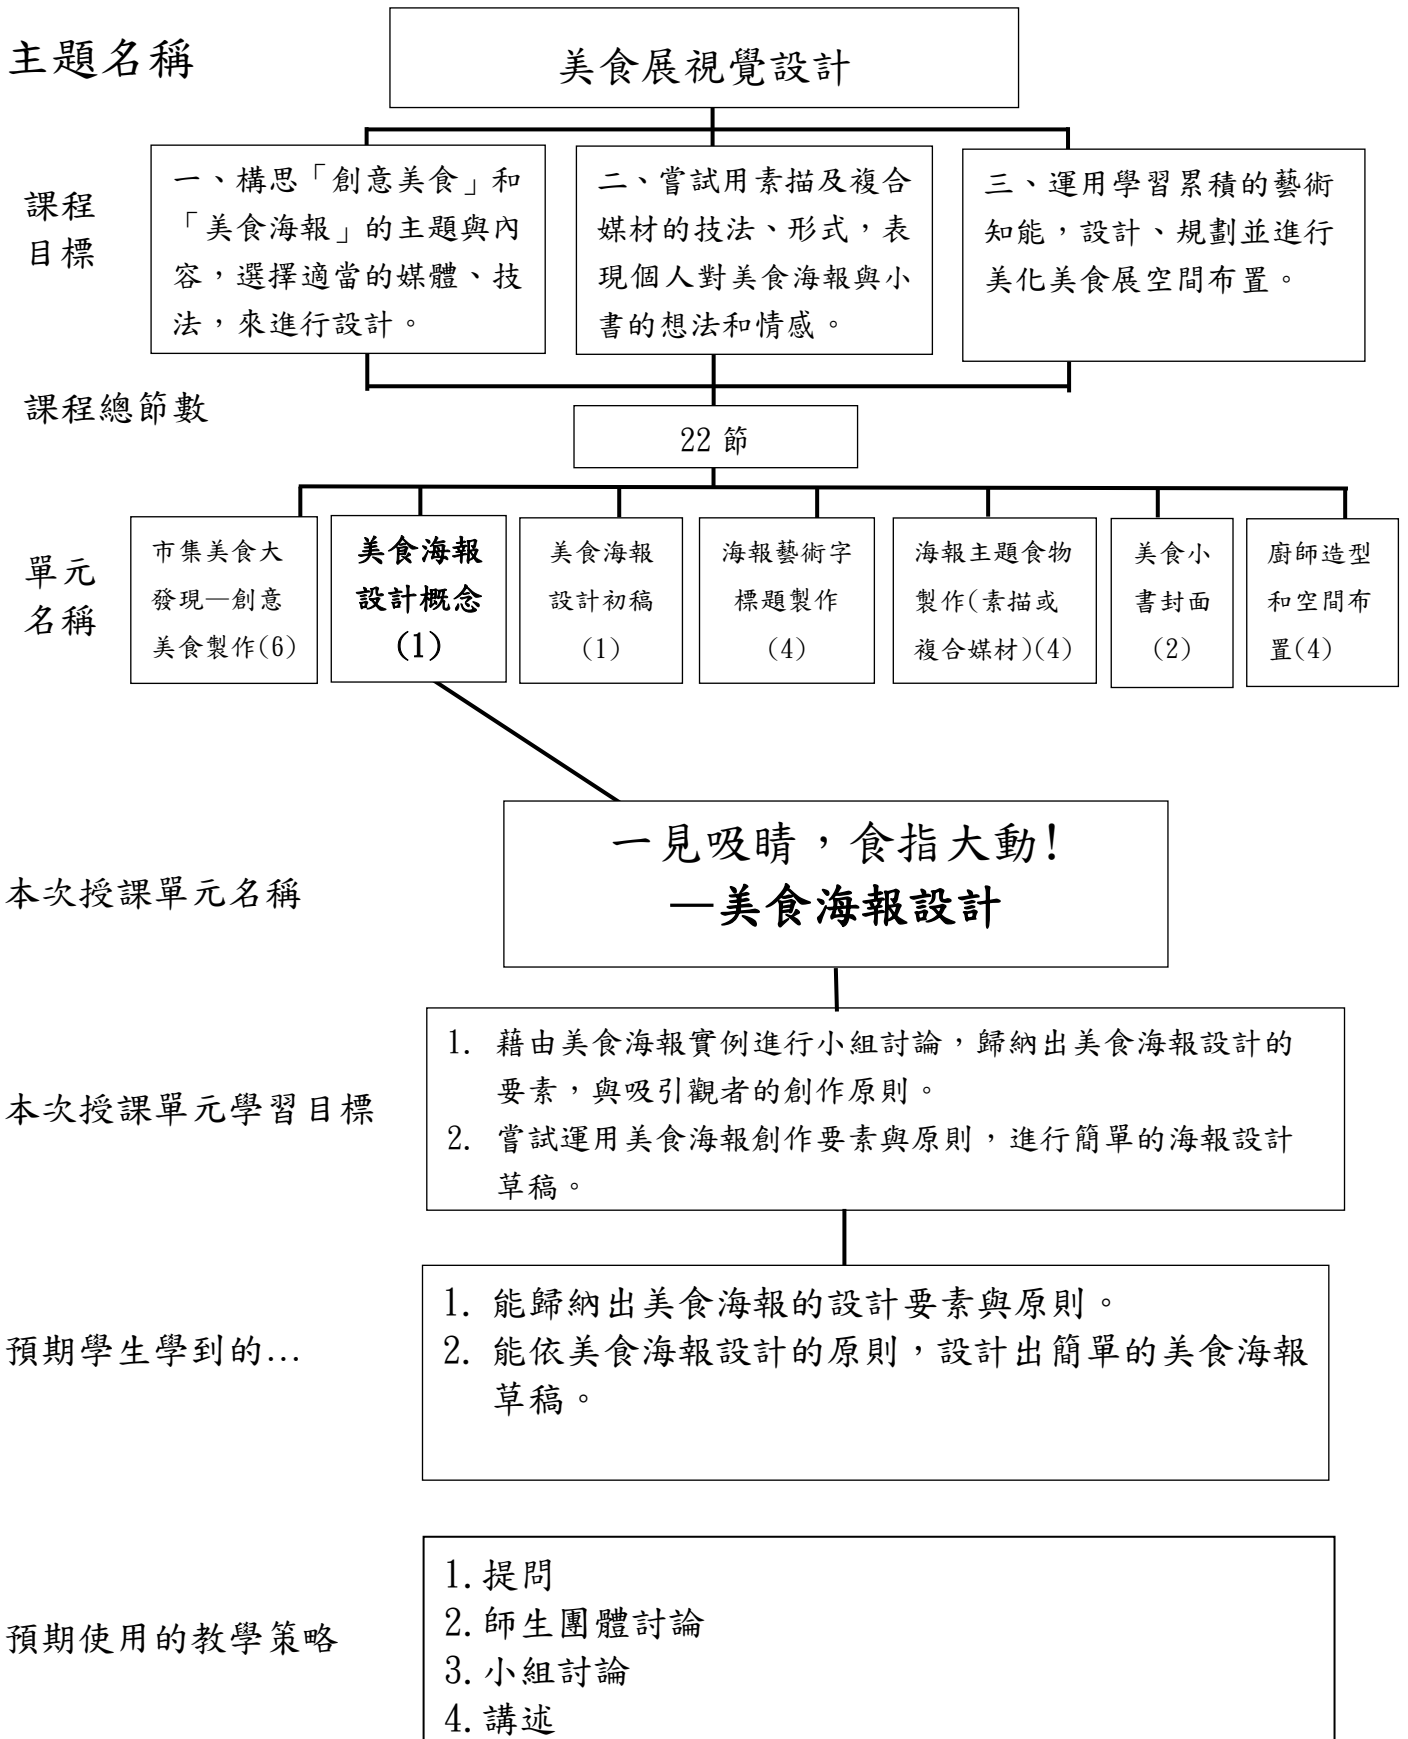 主題名稱
美食展視覺設計
課程
目標
一、構思「創意美食」和
「美食海報」的主題與內
容，選擇適當的媒體、技
法，來進行設計。
二、嘗試用素描及複合
媒材的技法、形式，表
現個人對美食海報與小
書的想法和情感。
三、運用學習累積的藝術
知能，設計、規劃並進行
美化美食展空間布置。
課程總節數
22 節
單元
名稱
市集美食大
發現—創意
美食製作(6)
美食海報
設計概念
(1)
美食海報
設計初稿
(1)
海報藝術字
標題製作
(4)
海報主題食物
製作(素描或
複合媒材)(4)
美食小
書封面
(2)
廚師造型
和空間布
置(4)
本次授課單元名稱
一見吸睛，食指大動!
—美食海報設計
本次授課單元學習目標
1. 藉由美食海報實例進行小組討論，歸納出美食海報設計的
要素，與吸引觀者的創作原則。
2. 嘗試運用美食海報創作要素與原則，進行簡單的海報設計
草稿。
預期學生學到的…
1. 能歸納出美食海報的設計要素與原則。
2. 能依美食海報設計的原則，設計出簡單的美食海報
草稿。
預期使用的教學策略
1.提問
2.師生團體討論
3.小組討論
4.講述